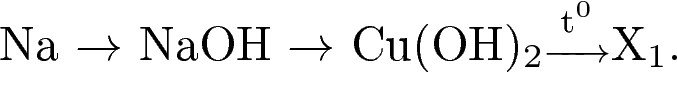 Na → NaOH → Cu(OH)₂ —t⁰→ X₁.